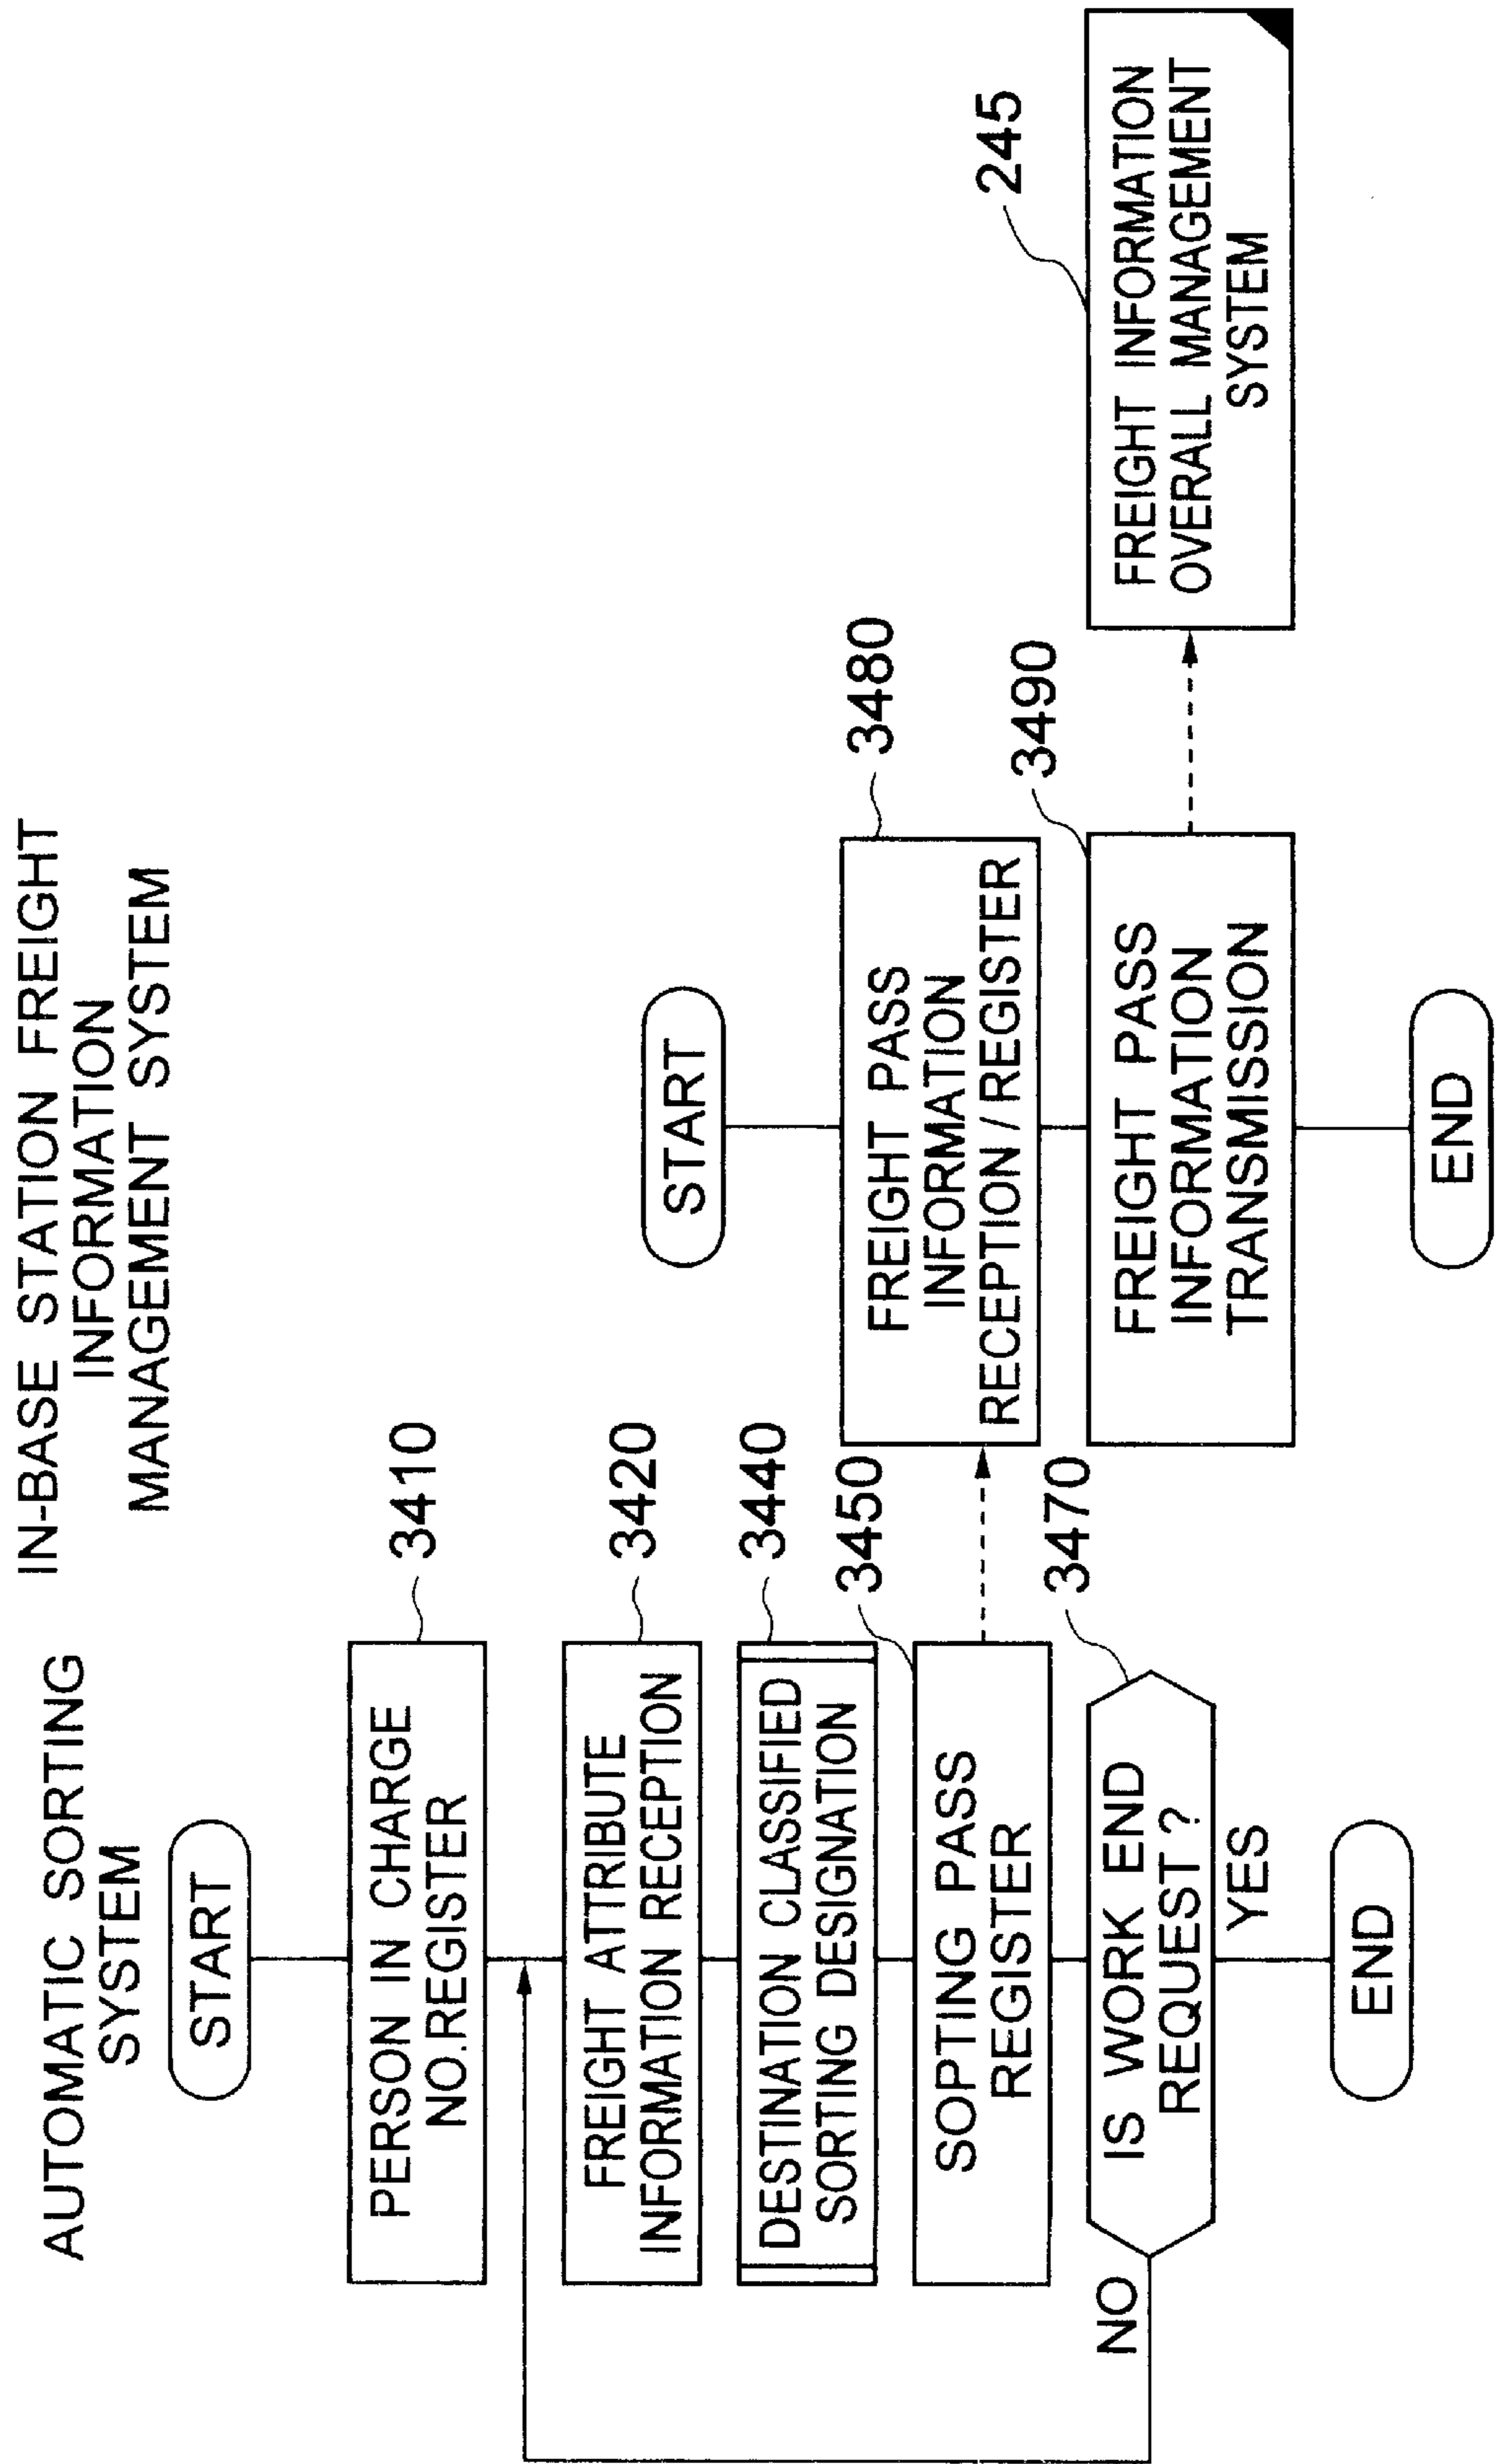 AUTOMATIC SORTING
SYSTEM
START
PERSON IN CHARGE
NO.REGISTER
3410
FREIGHT ATTRIBUTE
INFORMATION RECEPTION
3420
DESTINATION CLASSIFIED
SORTING DESIGNATION
3440
SOPTING PASS
REGISTER
3450
IS WORK END
REQUEST ?
3470
NO
YES
END
IN-BASE STATION FREIGHT
INFORMATION
MANAGEMENT SYSTEM
START
FREIGHT PASS
INFORMATION
RECEPTION / REGISTER
3480
FREIGHT PASS
INFORMATION
TRANSMISSION
3490
END
FREIGHT INFORMATION
OVERALL MANAGEMENT
SYSTEM
245